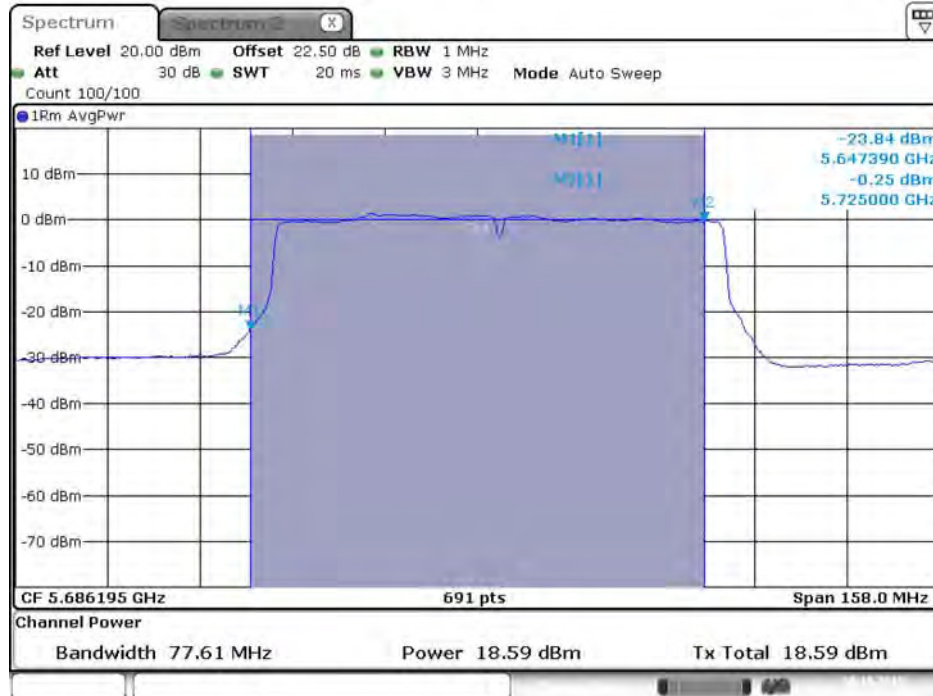 Spectrum Spectrum 2 X
Ref Level 20.00 dBm Offset 22.50 dB RBW 1 MHz
Att 30 dB SWT 20 ms VBW 3 MHz Mode Auto Sweep
Count 100/100
1Rm AvgPwr
M1[1] -23.84 dBm
5.647390 GHz
10 dBm
M2[1] -0.25 dBm
5.725000 GHz
M2
0 dBm
-10 dBm
-20 dBm
M1
-30 dBm
-40 dBm
-50 dBm
-60 dBm
-70 dBm
CF 5.686195 GHz 691 pts Span 158.0 MHz
Channel Power
Bandwidth 77.61 MHz Power 18.59 dBm Tx Total 18.59 dBm